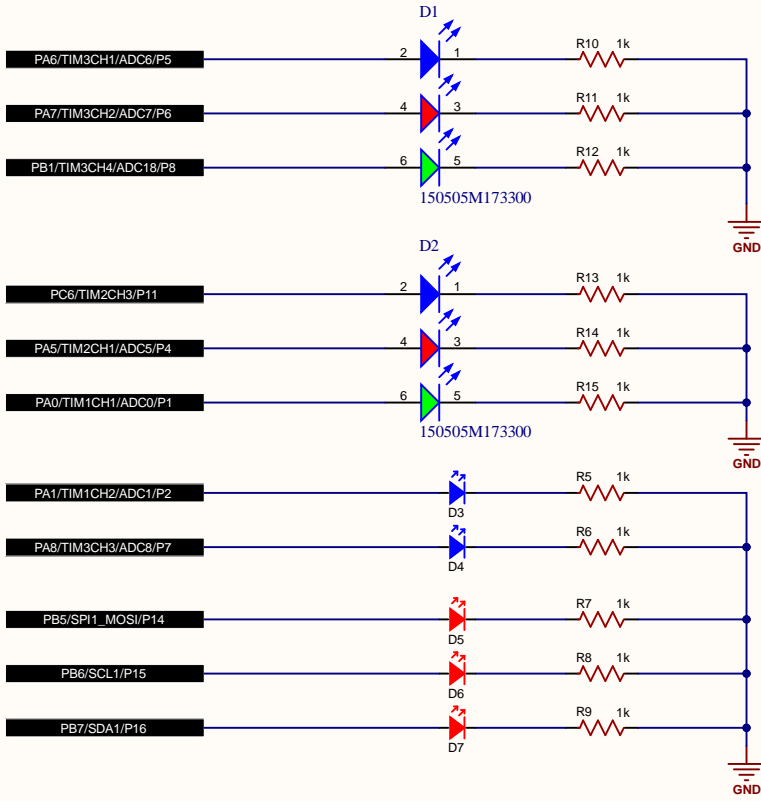 D1
PA6/TIM3CH1/ADC6/P5 2 1 R10 1k
PA7/TIM3CH2/ADC7/P6 4 3 R11 1k
PB1/TIM3CH4/ADC18/P8 6 5 R12 1k
150505M173300
GND
D2
PC6/TIM2CH3/P11 2 1 R13 1k
PA5/TIM2CH1/ADC5/P4 4 3 R14 1k
PA0/TIM1CH1/ADC0/P1 6 5 R15 1k
150505M173300
GND
PA1/TIM1CH2/ADC1/P2 D3 R5 1k
PA8/TIM3CH3/ADC8/P7 D4 R6 1k
PB5/SPI1_MOSI/P14 D5 R7 1k
PB6/SCL1/P15 D6 R8 1k
PB7/SDA1/P16 D7 R9 1k
GND